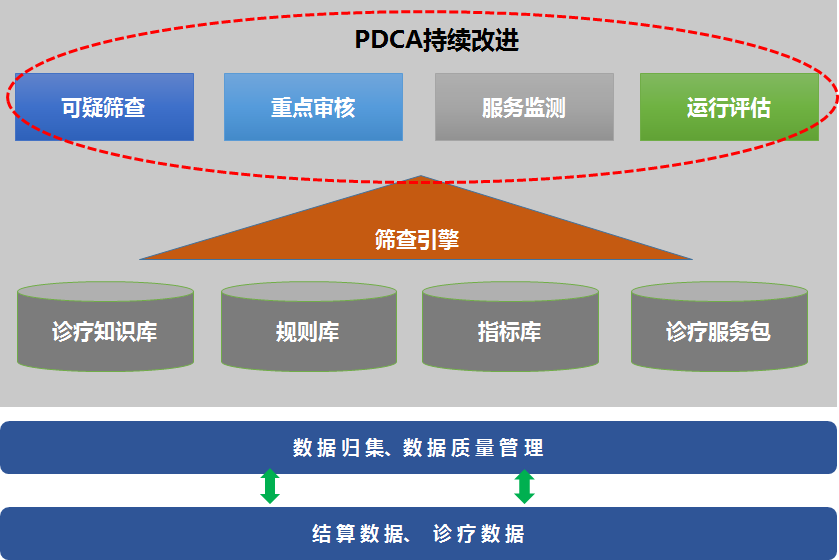 PDCA持续改进
可疑筛查
重点审核
服务监测
运行评估
筛查引擎
诊疗知识库
规则库
指标库
诊疗服务包
数据归集、数据质量管理
结算数据、 诊疗数据